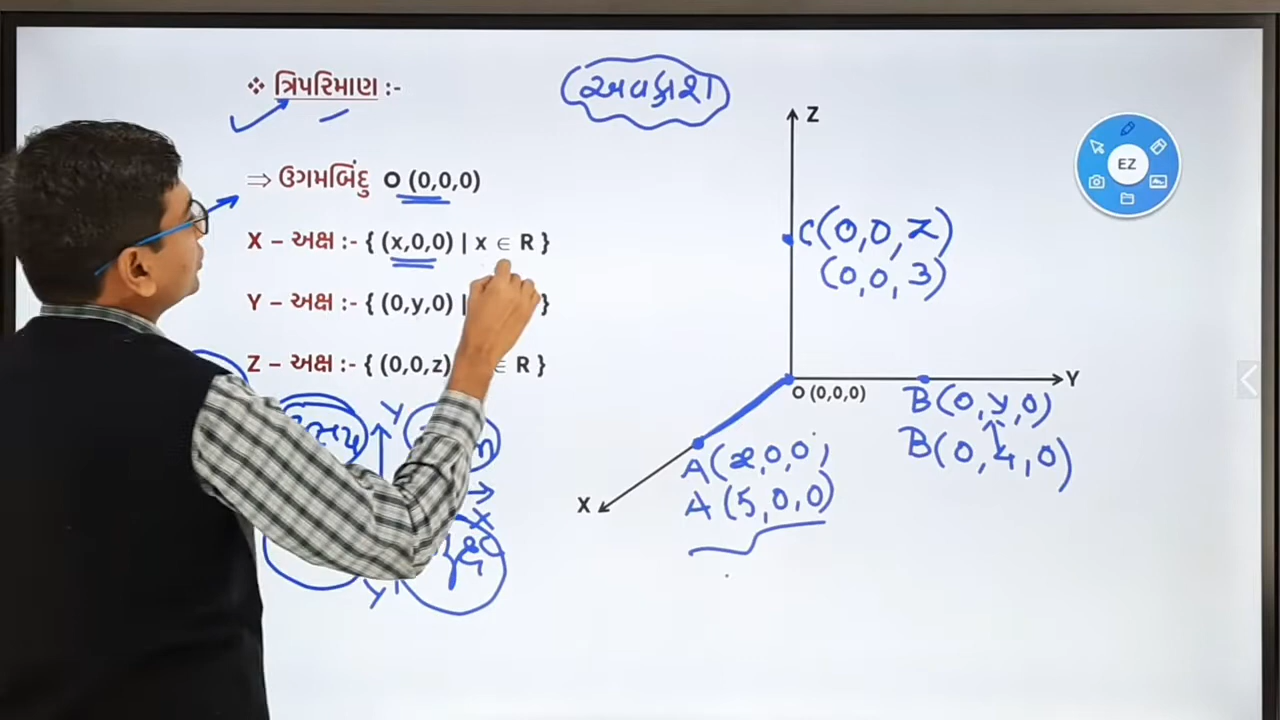 ❖ ત્રિપરિમાણ :-
અવકાશ
⇒ ઉગમબિંદુ O (0,0,0)
X – અક્ષ :- { (x,0,0) | x ∈ R }
Y – અક્ષ :- { (0,y,0) | }
Z – અક્ષ :- { (0,0,z) ∈ R }
Z
EZ
C(0,0,z)
(0,0,3)
Y
O (0,0,0)
B(0,y,0)
B(0,4,0)
X
A(x,0,0)
A(5,0,0)
Y
X
Y'